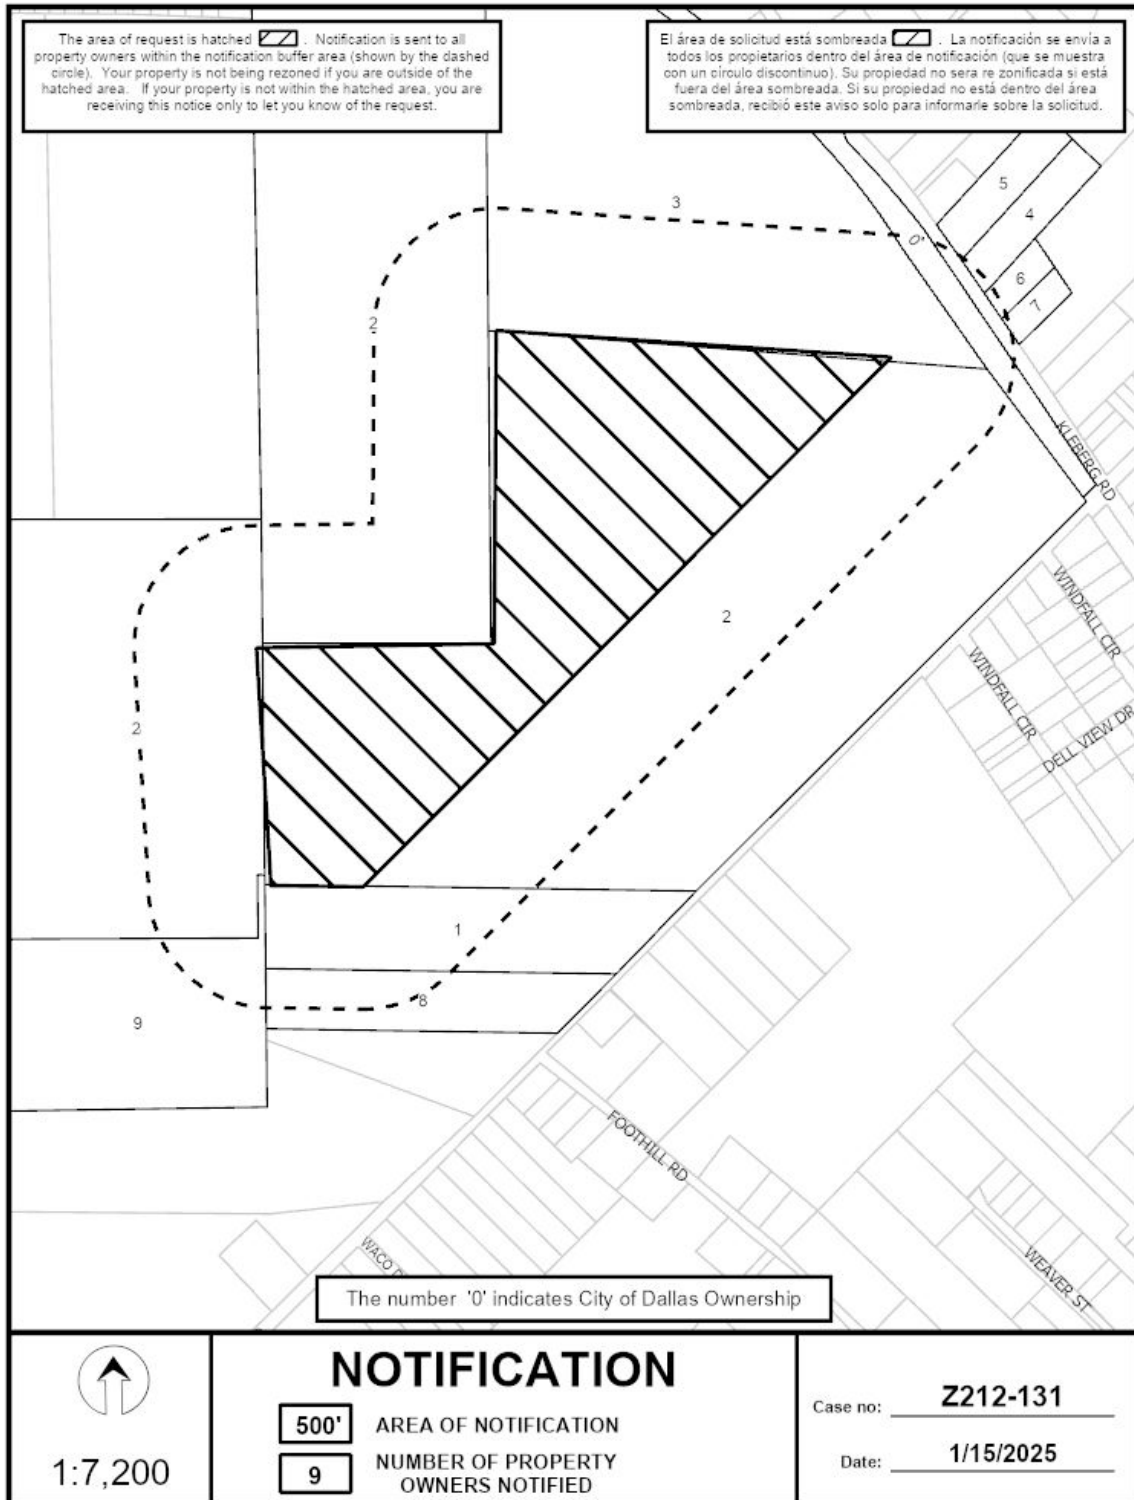 The area of request is hatched . Notification is sent to all
property owners within the notification buffer area (shown by the dashed
circle). Your property is not being rezoned if you are outside of the
hatched area. If your property is not within the hatched area, you are
receiving this notice only to let you know of the request.
El área de solicitud está sombreada . La notificación se envía a
todos los propietarios dentro del área de notificación (que se muestra
con un círculo discontinuo). Su propiedad no sera re zonificada si está
fuera del área sombreada. Si su propiedad no está dentro del área
sombreada, recibió este aviso solo para informarle sobre la solicitud.
5
3
4
0'
6
7
2
KLEBERG RD
WINDFALL CIR
2
WINDFALL CIR
2
DELL VIEW DR
1
8
9
FOOTHILL RD
WACO D
WEAVER ST
The number '0' indicates City of Dallas Ownership
1:7,200
NOTIFICATION
500' AREA OF NOTIFICATION
9 NUMBER OF PROPERTY
OWNERS NOTIFIED
Case no: Z212-131
Date: 1/15/2025